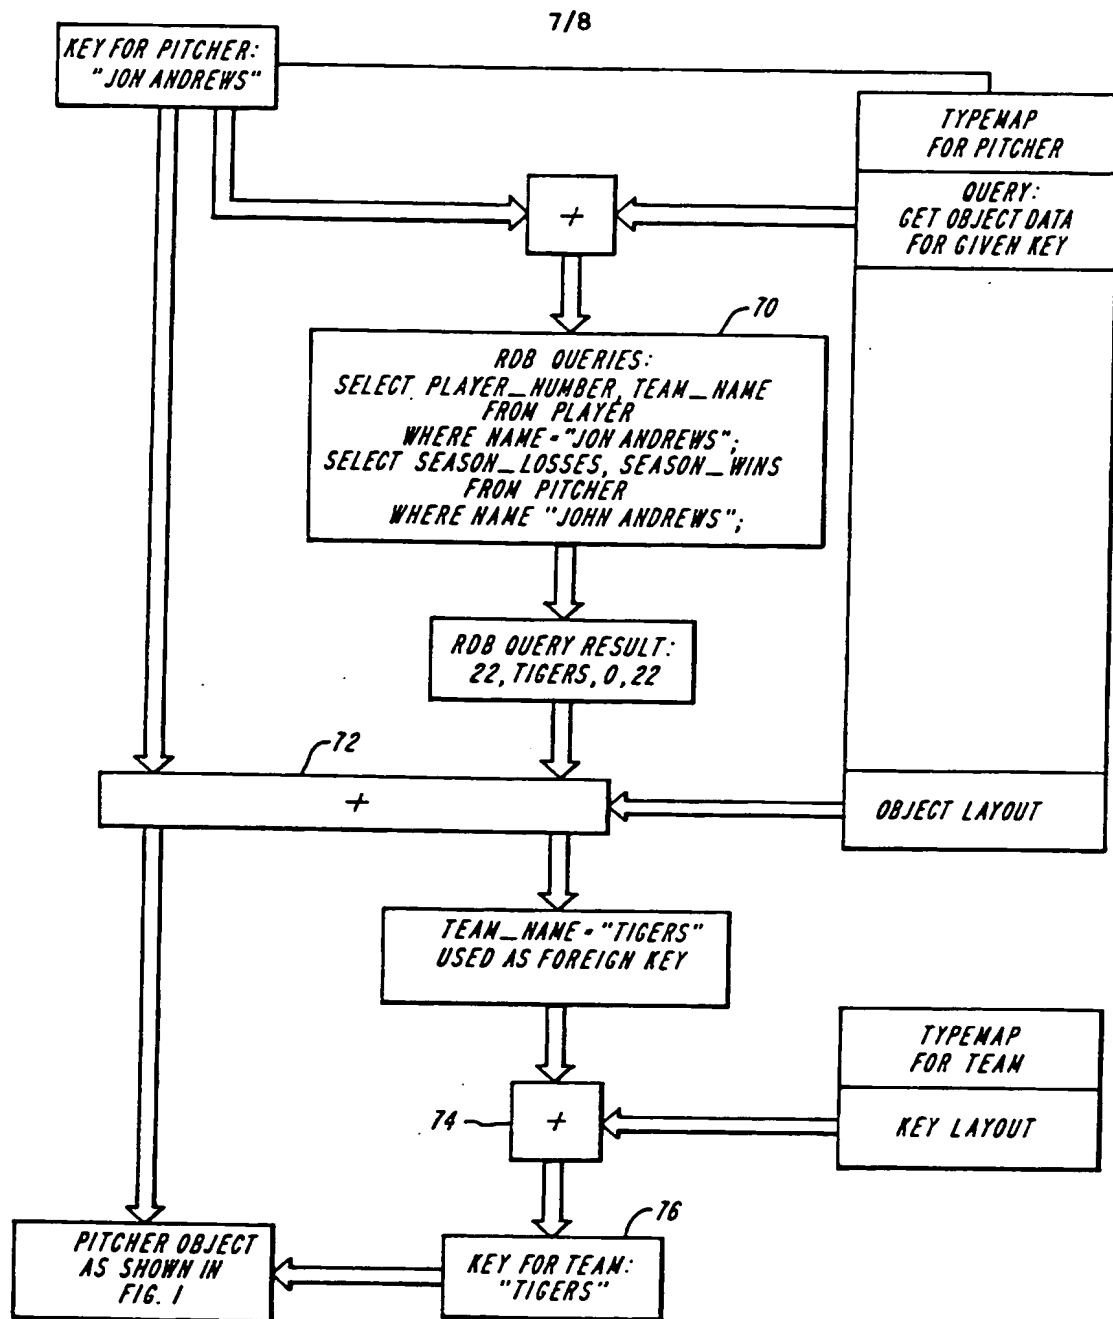 7/8
KEY FOR PITCHER:
"JON ANDREWS"
TYPEMAP
FOR PITCHER
QUERY:
GET OBJECT DATA
FOR GIVEN KEY
+
70
RDB QUERIES:
SELECT PLAYER_NUMBER, TEAM_NAME
FROM PLAYER
WHERE NAME="JON ANDREWS";
SELECT SEASON_LOSSES, SEASON_WINS
FROM PITCHER
WHERE NAME "JOHN ANDREWS";
RDB QUERY RESULT:
22, TIGERS, 0, 22
72
+
OBJECT LAYOUT
TEAM_NAME="TIGERS"
USED AS FOREIGN KEY
TYPEMAP
FOR TEAM
74
+
KEY LAYOUT
76
PITCHER OBJECT
AS SHOWN IN
FIG. 1
KEY FOR TEAM:
"TIGERS"